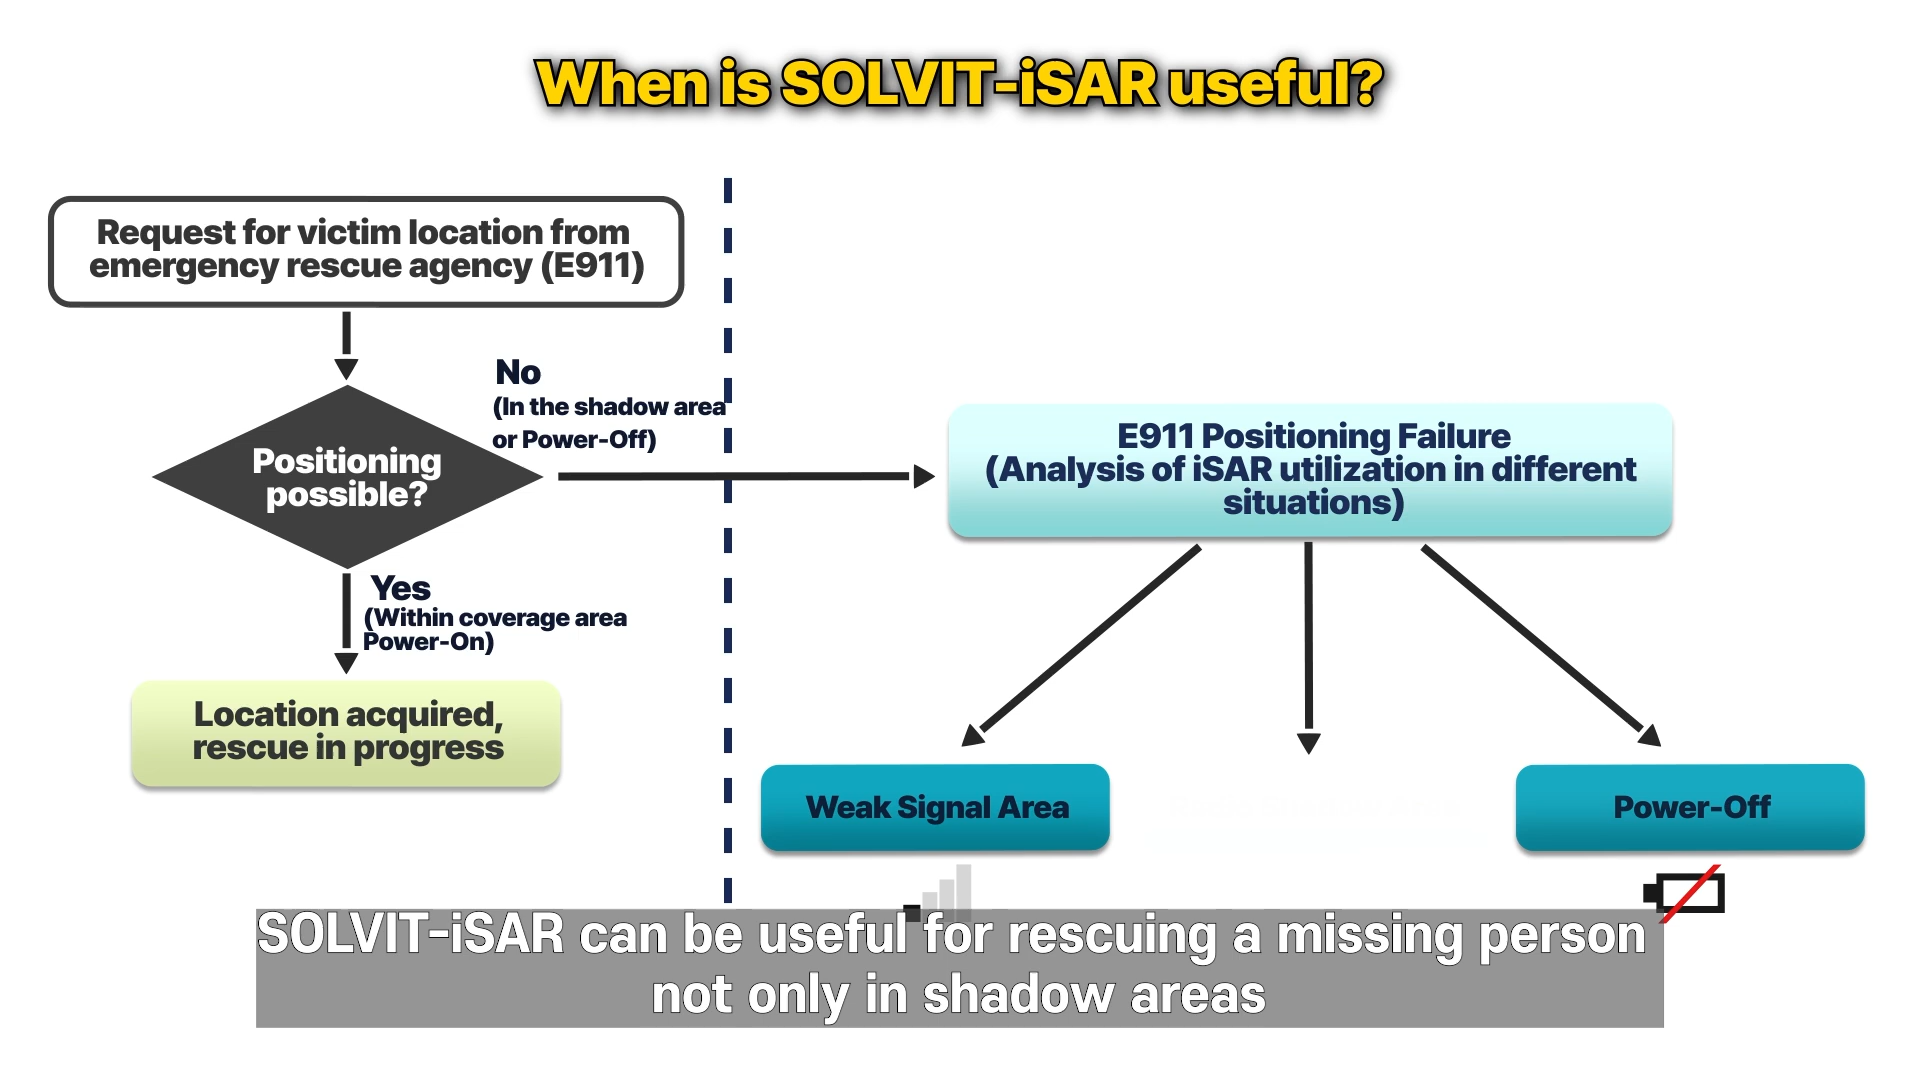 When is SOLVIT-iSAR useful?
Request for victim location from
emergency rescue agency (E911)
No
(In the shadow area
or Power-Off)
Positioning
possible?
E911 Positioning Failure
(Analysis of iSAR utilization in different
situations)
Yes
(Within coverage area
Power-On)
Location acquired,
rescue in progress
Weak Signal Area
Power-Off
SOLVIT-iSAR can be useful for rescuing a missing person
not only in shadow areas